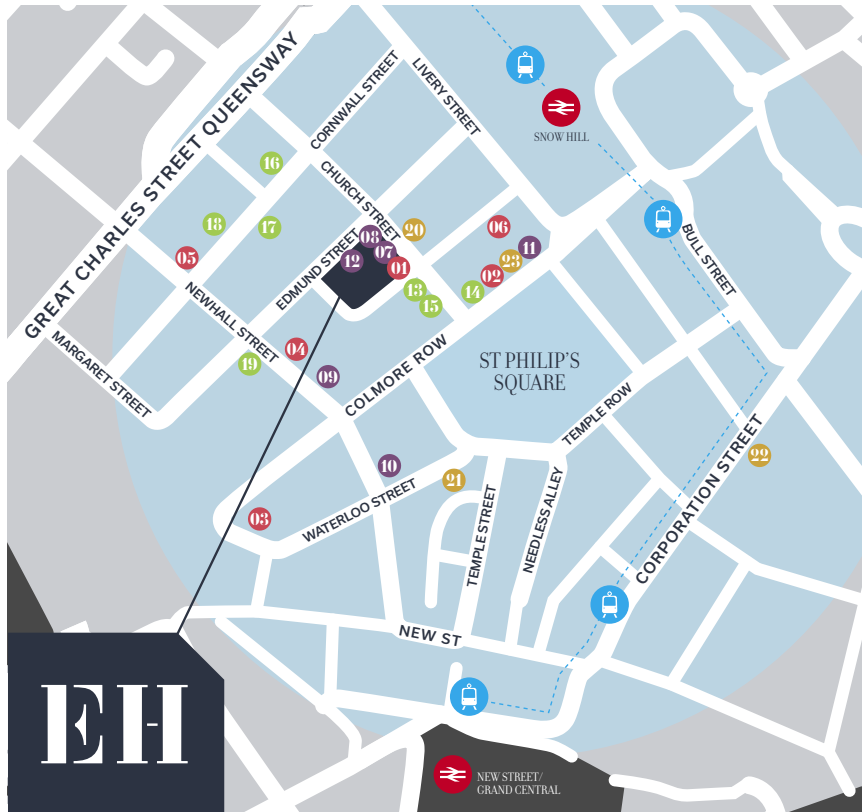 GREAT CHARLES STREET QUEENSWAY
CORNWALL STREET
LIVERY STREET
SNOW HILL
CHURCH STREET
16
18
17
20
06
08
07
12
01
11
23
02
05
EDMUND STREET
13
14
15
BULL STREET
NEWHALL STREET
MARGARET STREET
04
19
09
COLMORE ROW
ST PHILIP'S
SQUARE
TEMPLE ROW
10
21
22
WATERLOO STREET
03
TEMPLE STREET
NEEDLESS ALLEY
CORPORATION STREET
NEW ST
EH
NEW STREET/
GRAND CENTRAL